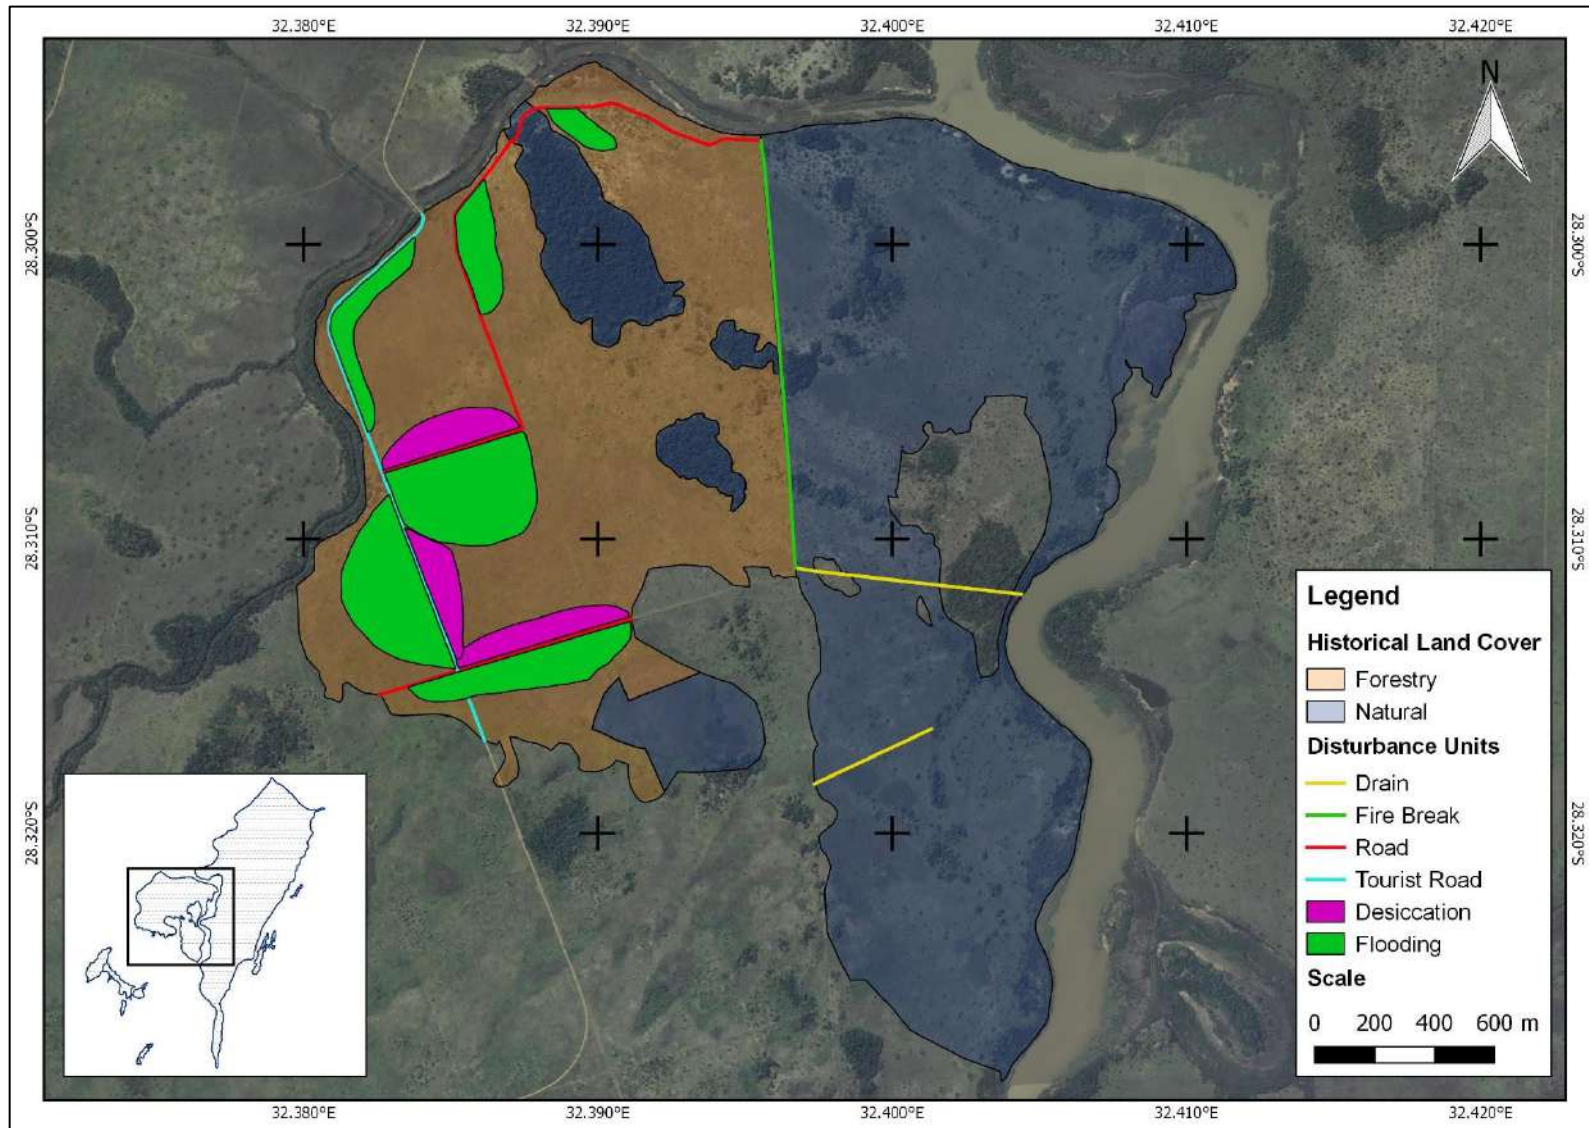 32.380°E 32.390°E 32.400°E 32.410°E 32.420°E
N
28.300°S 28.300°S
28.310°S 28.310°S
28.320°S 28.320°S
Legend
Historical Land Cover
Forestry
Natural
Disturbance Units
Drain
Fire Break
Road
Tourist Road
Desiccation
Flooding
Scale
0 200 400 600 m
32.380°E 32.390°E 32.400°E 32.410°E 32.420°E